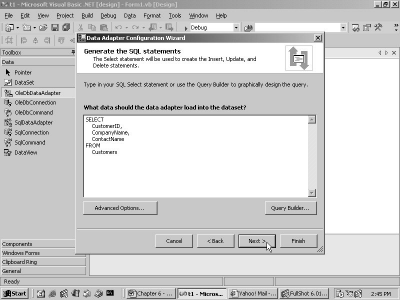 t1 - Microsoft Visual Basic .NET [design] - Form1.vb [Design]
File Edit View Project Build Debug Data Tools Window Help
Debug
Toolbox
Data
Pointer
DataSet
OleDbDataAdapter
OleDbConnection
OleDbCommand
SqlDataAdapter
SqlConnection
SqlCommand
DataView
Components
Windows Forms
Clipboard Ring
General
Data Adapter Configuration Wizard
Generate the SQL statements
The Select statement will be used to create the Insert, Update, and
Delete statements.
Type in your SQL Select statement or use the Query Builder to graphically design the query.
What data should the data adapter load into the dataset?
SELECT
CustomerID,
CompanyName,
ContactName
FROM
Customers
Advanced Options...
Query Builder...
Cancel
< Back
Next >
Finish
Ready
Start
Chapter 6 - ...
t1 - Micros...
Yahoo! Mail - ...
FullShot 6.01...
2:45 PM